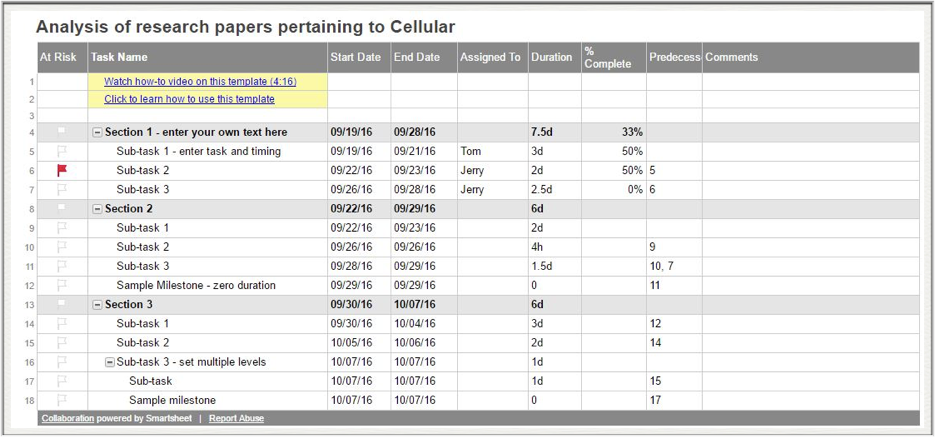 Analysis of research papers pertaining to Cellular
At Risk Task Name Start Date End Date Assigned To Duration % Complete Predecess Comments
1 Watch how-to video on this template (4:16)
2 Click to learn how to use this template
3
4 Section 1 - enter your own text here 09/19/16 09/28/16 7.5d 33%
5 Sub-task 1 - enter task and timing 09/19/16 09/21/16 Tom 3d 50%
6 Sub-task 2 09/22/16 09/23/16 Jerry 2d 50% 5
7 Sub-task 3 09/26/16 09/28/16 Jerry 2.5d 0% 6
8 Section 2 09/22/16 09/29/16 6d
9 Sub-task 1 09/22/16 09/23/16 2d
10 Sub-task 2 09/26/16 09/26/16 4h 9
11 Sub-task 3 09/28/16 09/29/16 1.5d 10, 7
12 Sample Milestone - zero duration 09/29/16 09/29/16 0 11
13 Section 3 09/30/16 10/07/16 6d
14 Sub-task 1 09/30/16 10/04/16 3d 12
15 Sub-task 2 10/05/16 10/06/16 2d 14
16 Sub-task 3 - set multiple levels 10/07/16 10/07/16 1d
17 Sub-task 10/07/16 10/07/16 1d 15
18 Sample milestone 10/07/16 10/07/16 0 17
Collaboration powered by Smartsheet | Report Abuse